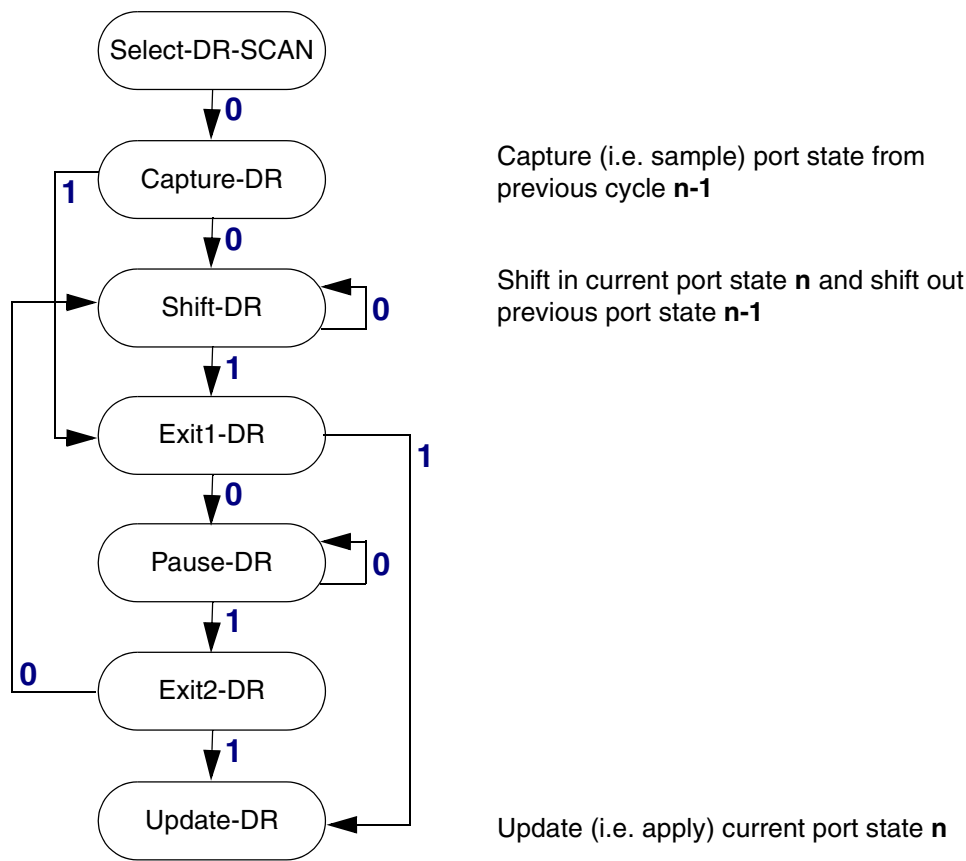 Select-DR-SCAN
0
Capture (i.e. sample) port state from
previous cycle n-1
Capture-DR
1
0
Shift in current port state n and shift out
previous port state n-1
Shift-DR
0
1
Exit1-DR
1
0
Pause-DR
0
1
0
Exit2-DR
1
Update-DR
Update (i.e. apply) current port state n